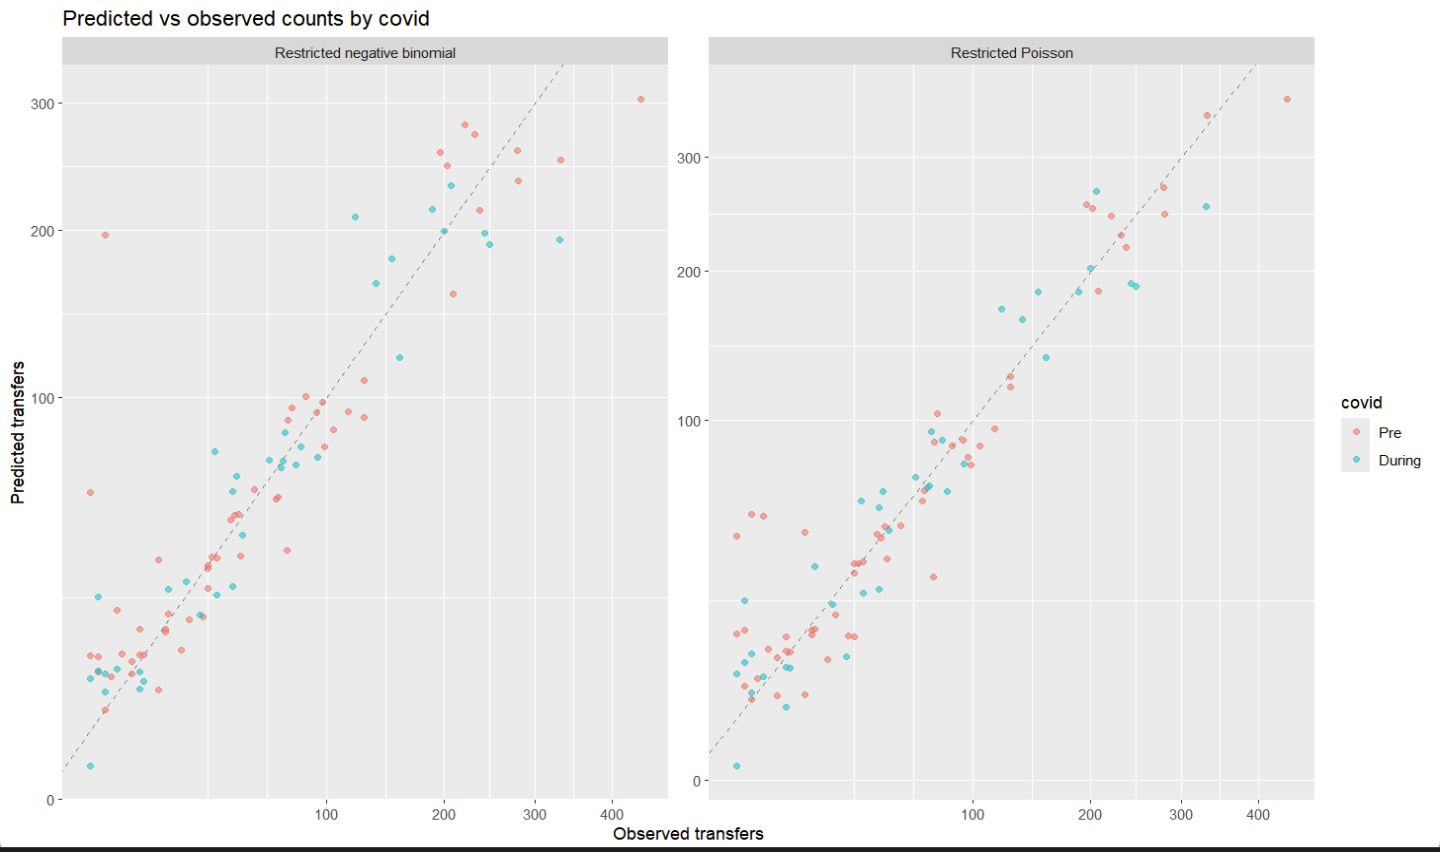 Predicted vs observed counts by covid
Restricted negative binomial
Restricted Poisson
300
200
100
0
300
200
100
0
Predicted transfers
100
200
300
400
100
200
300
400
Observed transfers
covid
Pre
During